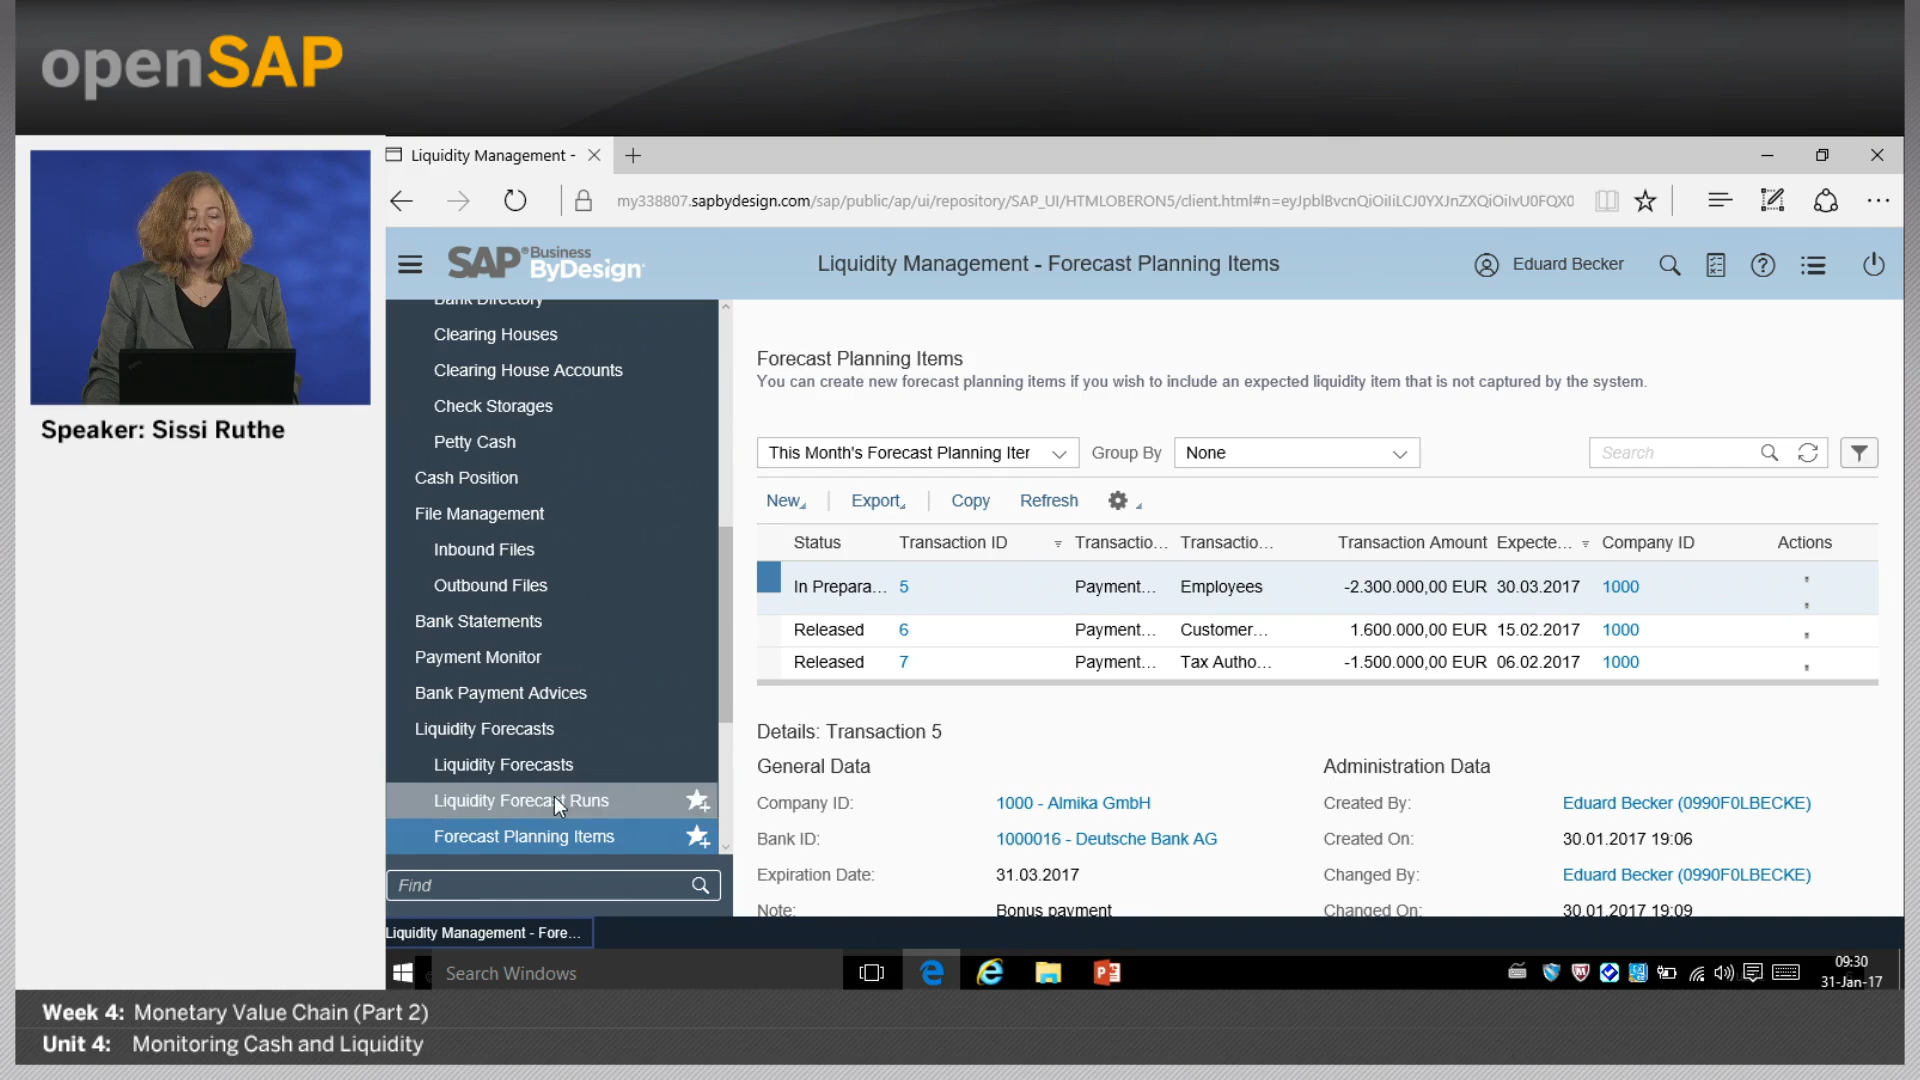 openSAP
Speaker: Sissi Ruthe
Liquidity Management -
my338807.sapbydesign.com/sap/public/ap/ui/repository/SAP_UI/HTMLOBERON5/client.html#n=
SAP Business ByDesign
Liquidity Management - Forecast Planning Items
Eduard Becker
Bank Directory
Clearing Houses
Clearing House Accounts
Check Storages
Petty Cash
Cash Position
File Management
Inbound Files
Outbound Files
Bank Statements
Payment Monitor
Bank Payment Advices
Liquidity Forecasts
Liquidity Forecasts
Liquidity Forecast Runs
Forecast Planning Items
Find
Forecast Planning Items
You can create new forecast planning items if you wish to include an expected liquidity item that is not captured by the system.
This Month's Forecast Planning Iter Group By None Search
New Export Copy Refresh
Status Transaction ID Transactio... Transactio... Transaction Amount Expecte... Company ID Actions
In Prepara... 5 Payment... Employees -2.300.000,00 EUR 30.03.2017 1000
Released 6 Payment... Customer... 1.600.000,00 EUR 15.02.2017 1000
Released 7 Payment... Tax Autho... -1.500.000,00 EUR 06.02.2017 1000
Details: Transaction 5
General Data
Company ID: 1000 - Almika GmbH
Bank ID: 1000016 - Deutsche Bank AG
Expiration Date: 31.03.2017
Note: Bonus payment
Administration Data
Created By: Eduard Becker (0990F0LBECKE)
Created On: 30.01.2017 19:06
Changed By: Eduard Becker (0990F0LBECKE)
Changed On: 30.01.2017 19:09
Liquidity Management - Fore...
Search Windows
09:30
31-Jan-17
Week 4: Monetary Value Chain (Part 2)
Unit 4: Monitoring Cash and Liquidity